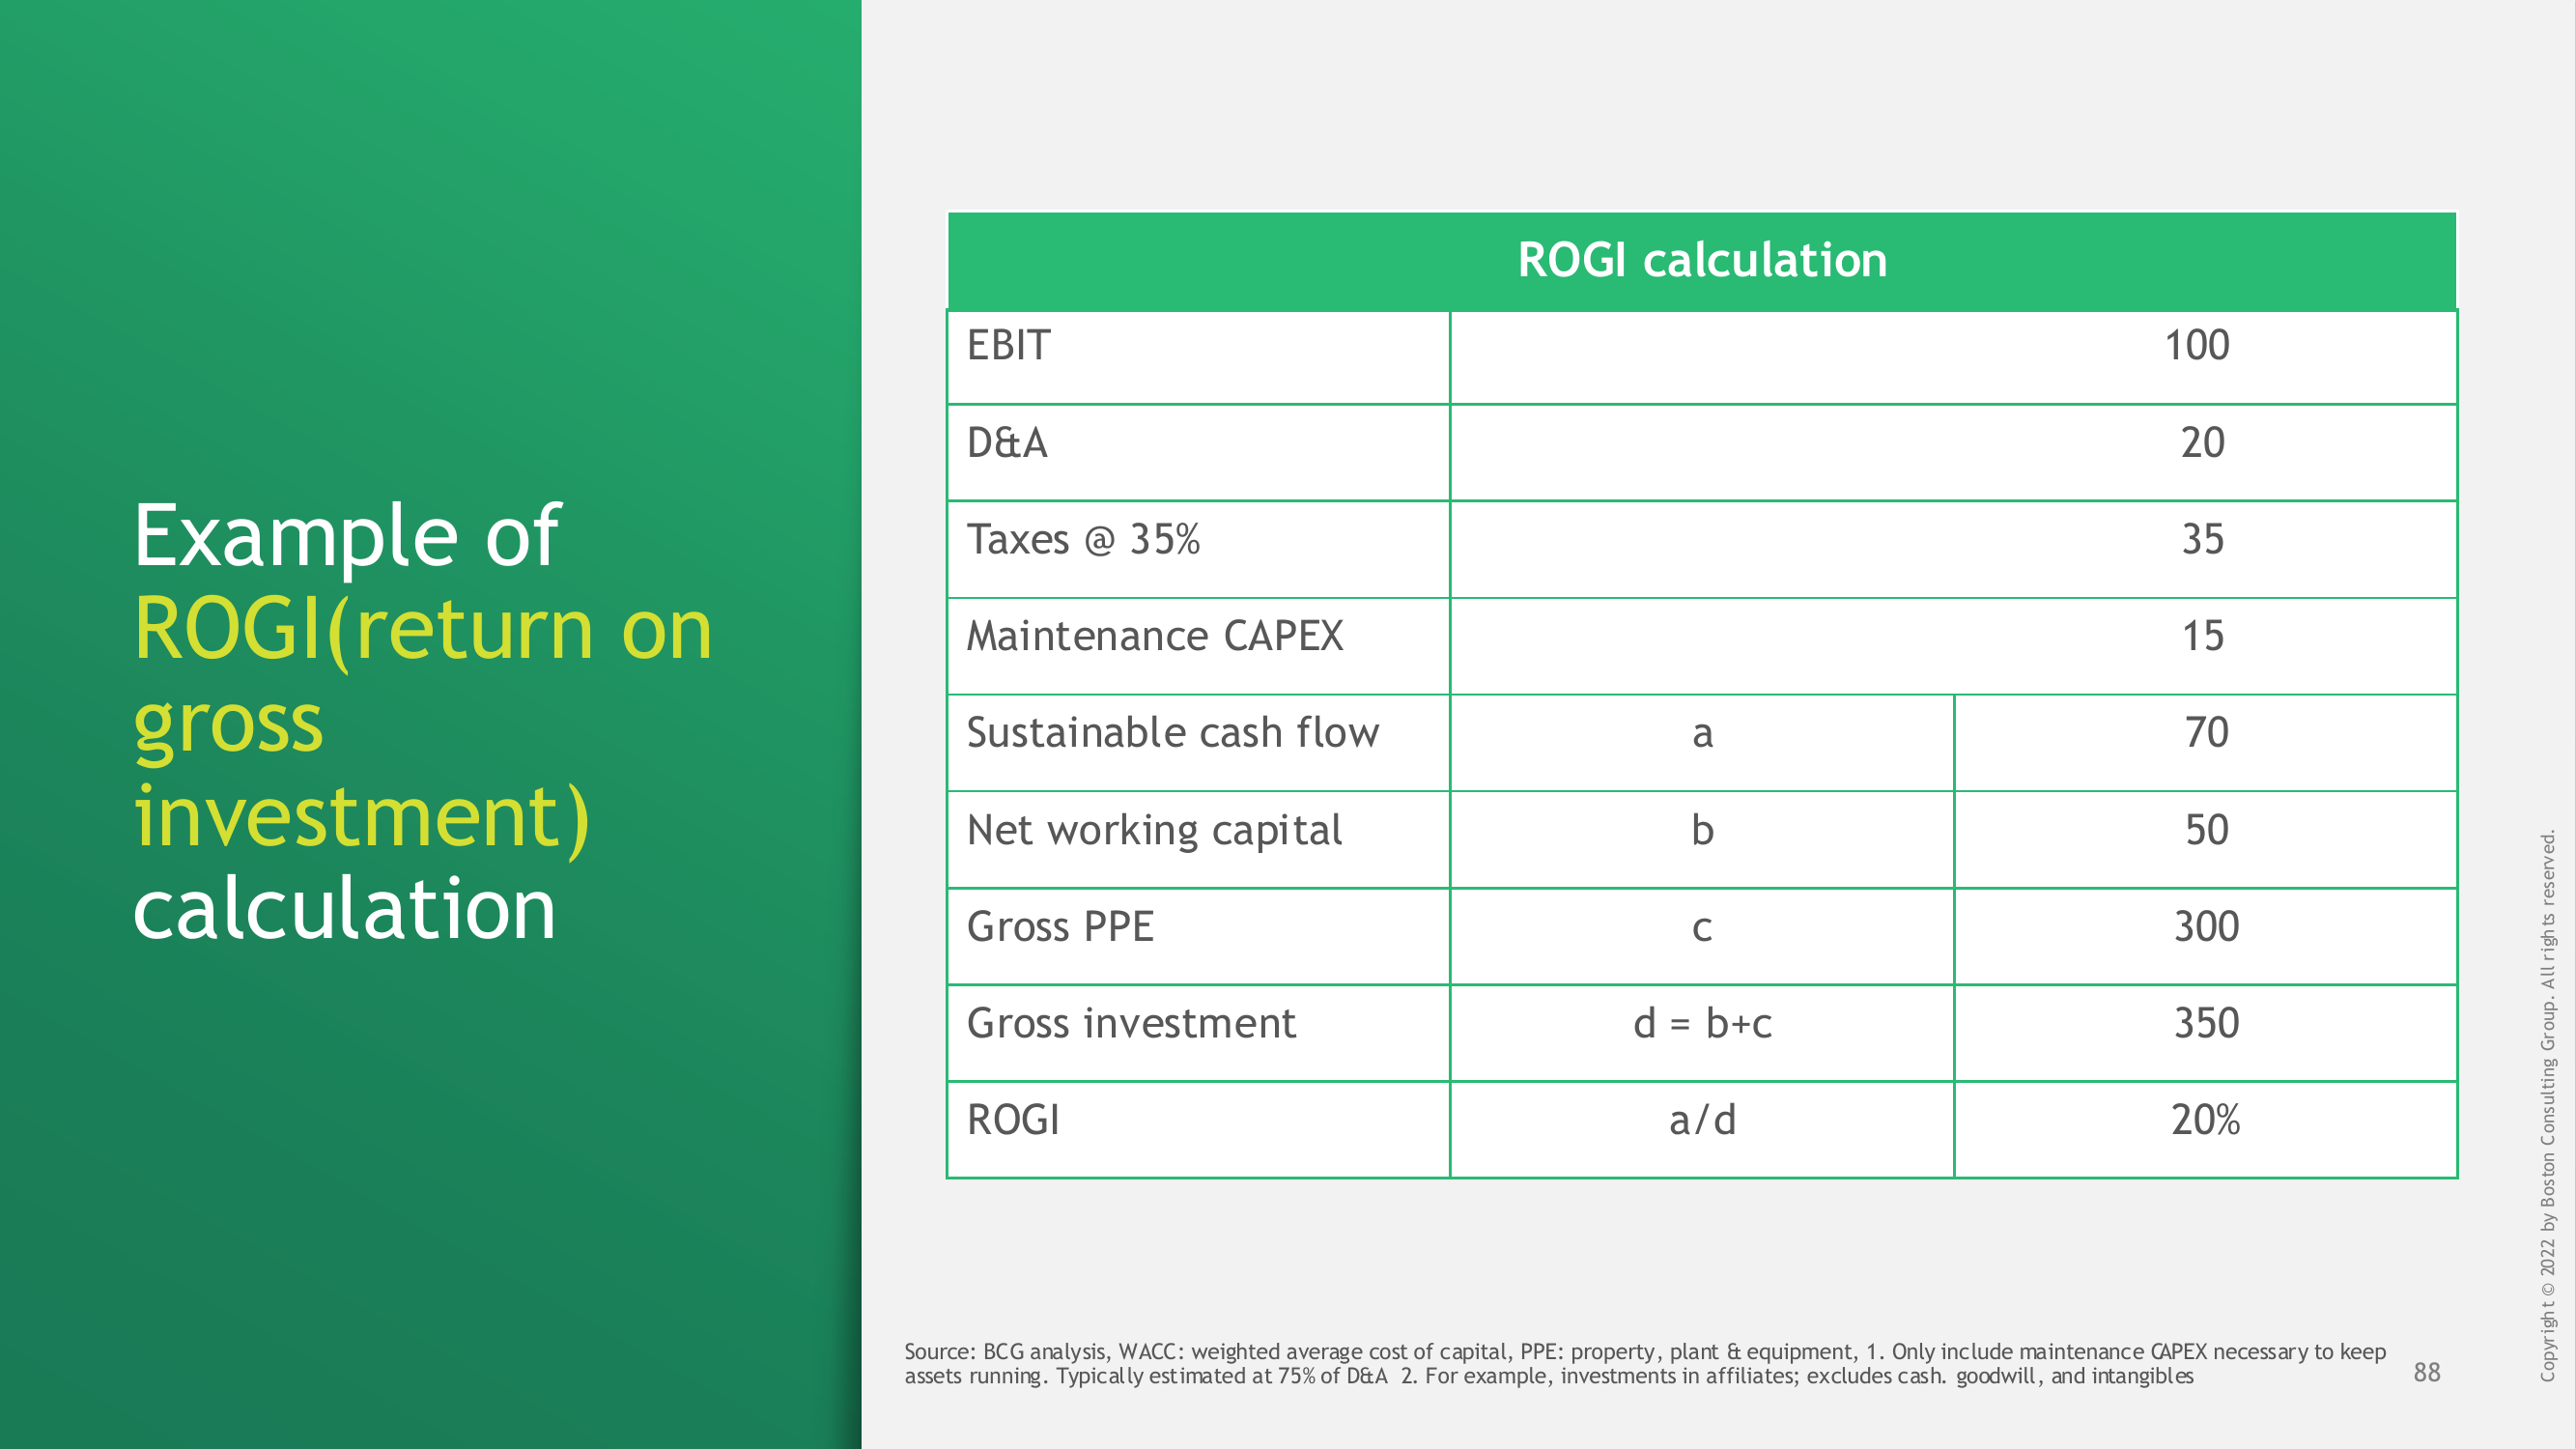 Example of
ROGI(return on
gross
investment)
calculation
ROGI calculation
EBIT 100
D&A 20
Taxes @ 35% 35
Maintenance CAPEX 15
Sustainable cash flow a 70
Net working capital b 50
Gross PPE c 300
Gross investment d = b+c 350
ROGI a/d 20%
Source: BCG analysis, WACC: weighted average cost of capital, PPE: property, plant & equipment, 1. Only include maintenance CAPEX necessary to keep
assets running. Typically estimated at 75% of D&A 2. For example, investments in affiliates; excludes cash. goodwill, and intangibles
88
Copyright © 2022 by Boston Consulting Group. All rights reserved.